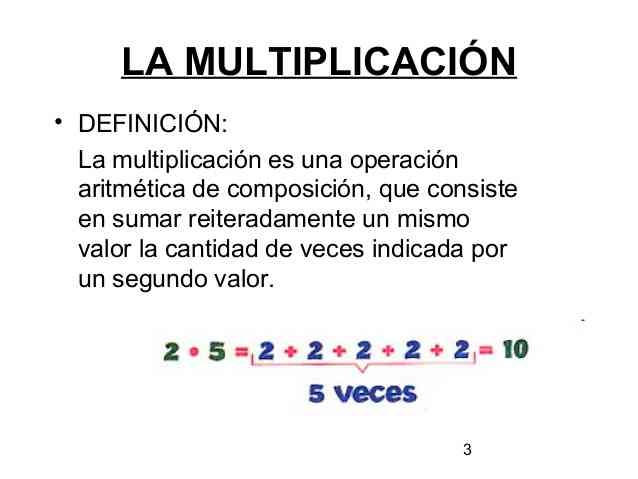 LA MULTIPLICACIÓN
• DEFINICIÓN:
La multiplicación es una operación
aritmética de composición, que consiste
en sumar reiteradamente un mismo
valor la cantidad de veces indicada por
un segundo valor.
2 • 5 = 2 + 2 + 2 + 2 + 2 = 10
5 veces
3